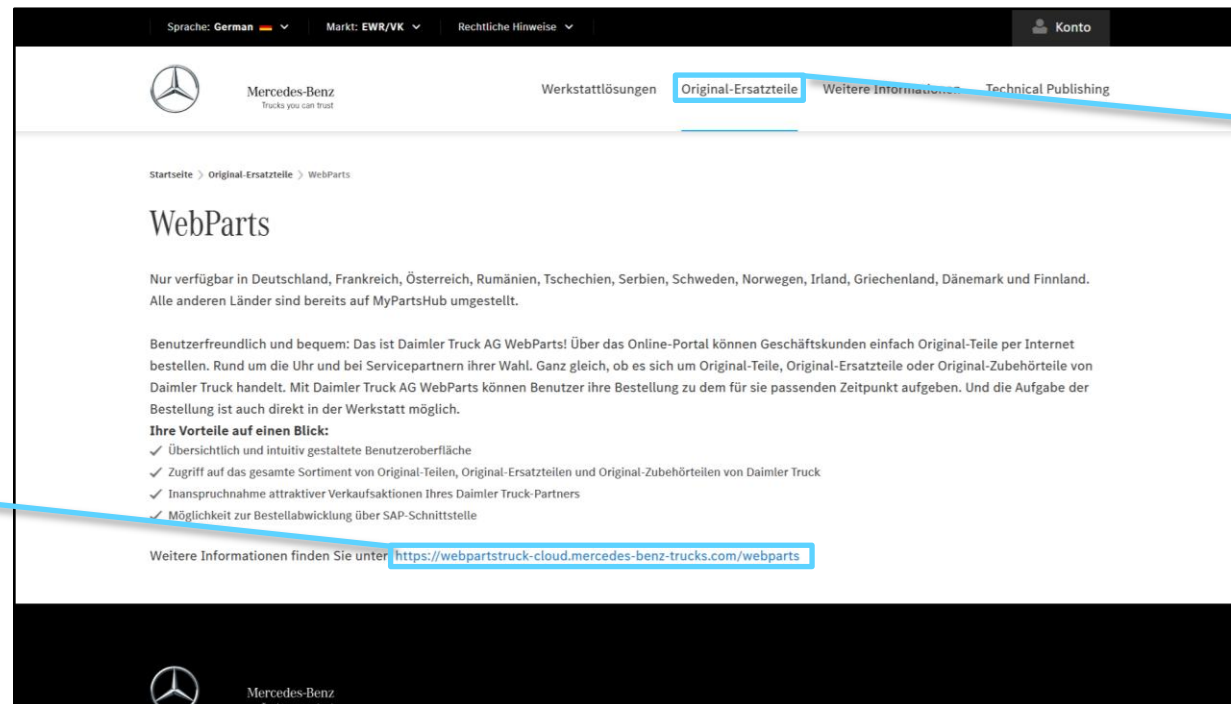 Sprache: German Markt: EWR/VK Rechtliche Hinweise Konto
Mercedes-Benz
Trucks you can trust
Werkstattlösungen Original-Ersatzteile Weitere Informationen Technical Publishing
Startseite > Original-Ersatzteile > WebParts
WebParts
Nur verfügbar in Deutschland, Frankreich, Österreich, Rumänien, Tschechien, Serbien, Schweden, Norwegen, Irland, Griechenland, Dänemark und Finnland.
Alle anderen Länder sind bereits auf MyPartsHub umgestellt.
Benutzerfreundlich und bequem: Das ist Daimler Truck AG WebParts! Über das Online-Portal können Geschäftskunden einfach Original-Teile per Internet
bestellen. Rund um die Uhr und bei Servicepartnern ihrer Wahl. Ganz gleich, ob es sich um Original-Teile, Original-Ersatzteile oder Original-Zubehörteile von
Daimler Truck handelt. Mit Daimler Truck AG WebParts können Benutzer ihre Bestellung zu dem für sie passenden Zeitpunkt aufgeben. Und die Aufgabe der
Bestellung ist auch direkt in der Werkstatt möglich.
Ihre Vorteile auf einen Blick:
✓ Übersichtlich und intuitiv gestaltete Benutzeroberfläche
✓ Zugriff auf das gesamte Sortiment von Original-Teilen, Original-Ersatzteilen und Original-Zubehörteilen von Daimler Truck
✓ Inanspruchnahme attraktiver Verkaufsaktionen Ihres Daimler Truck-Partners
✓ Möglichkeit zur Bestellabwicklung über SAP-Schnittstelle
Weitere Informationen finden Sie unter https://webpartstruck-cloud.mercedes-benz-trucks.com/webparts
Mercedes-Benz